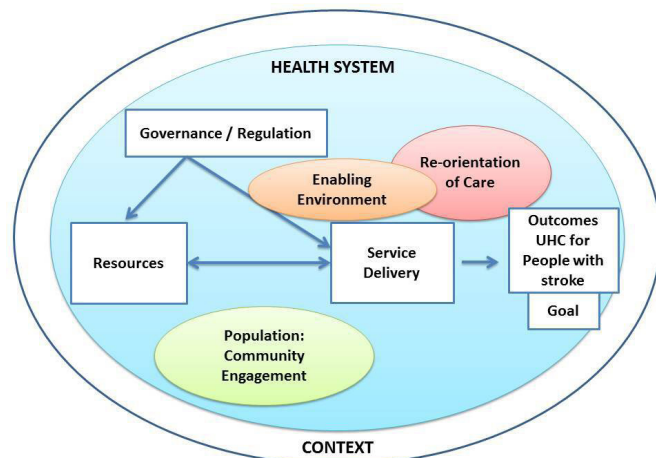 HEALTH SYSTEM
Governance / Regulation
Re-orientation
of Care
Enabling
Environment
Outcomes
UHC for
People with
stroke
Resources
Service
Delivery
Goal
Population:
Community
Engagement
CONTEXT